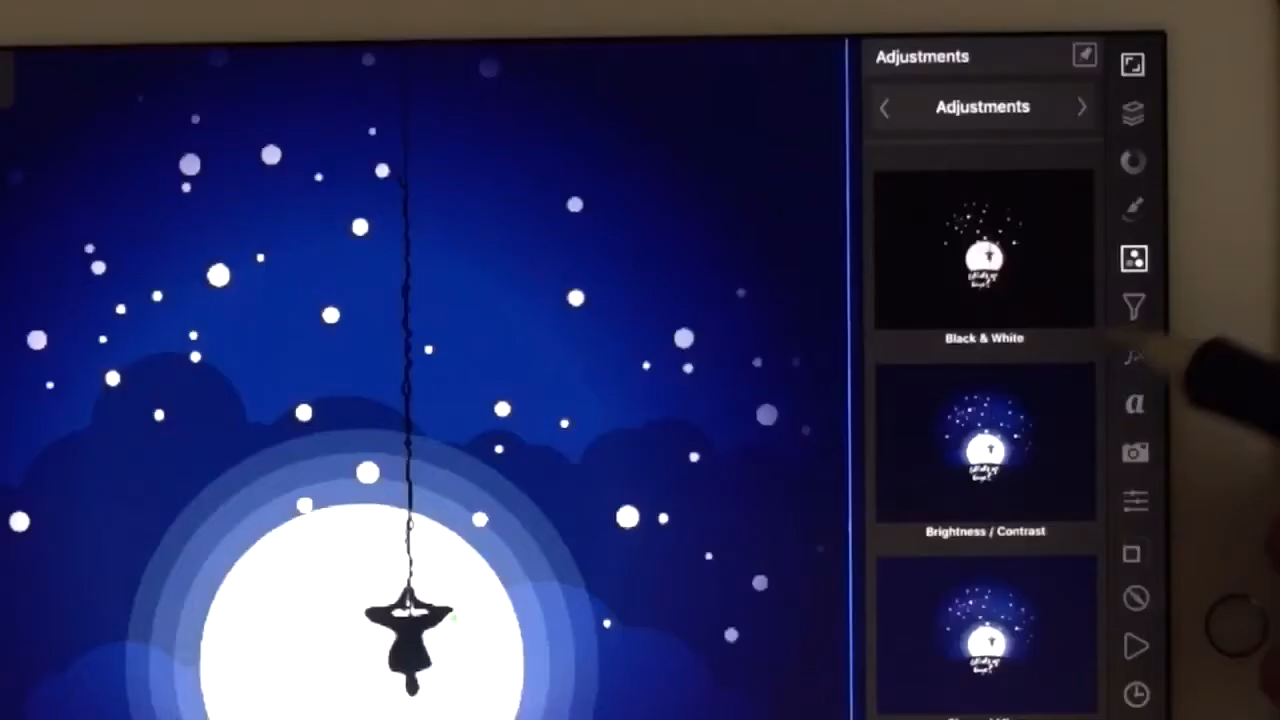 Adjustments
Adjustments
Black & White
Brightness / Contrast
a